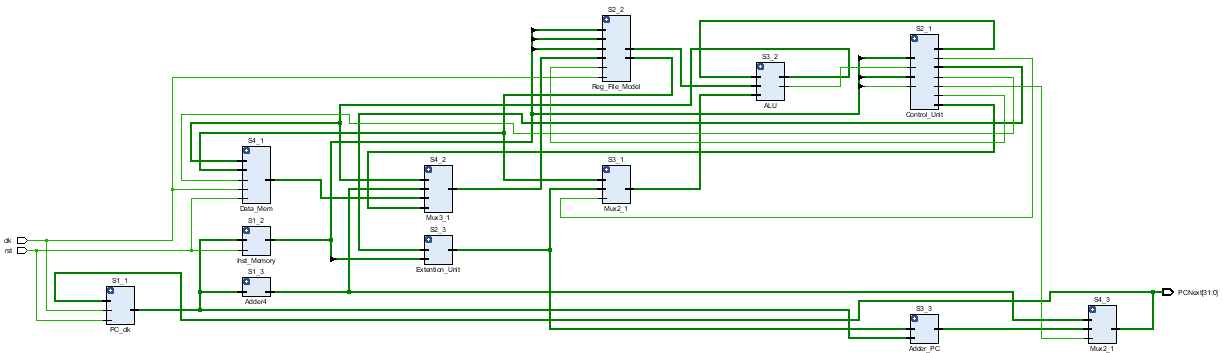 S2_2
Reg_File_Model
S2_1
Control_Unit
S3_2
ALU
S4_1
Data_Mem
S4_2
Mux3_1
S3_1
Mux2_1
clk
rst
S1_2
Inst_Memory
S2_3
Extention_Unit
S1_3
Adder4
S1_1
PC_clk
S3_3
Adder_PC
S4_3
Mux2_1
PCNext[31:0]